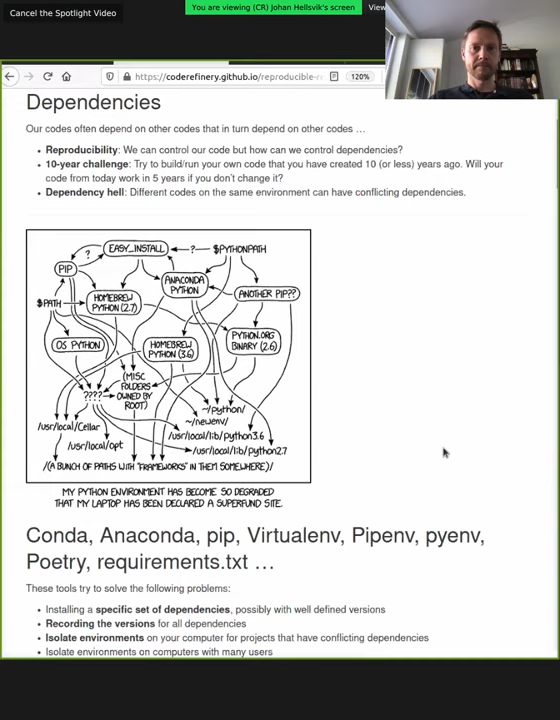 Cancel the Spotlight Video
You are viewing (CR) Johan Hellsvik's screen
View
https://coderefinery.github.io/reproducible-r
120%
Dependencies
Our codes often depend on other codes that in turn depend on other codes …
• Reproducibility: We can control our code but how can we control dependencies?
• 10-year challenge: Try to build/run your own code that you have created 10 (or less) years ago. Will your
code from today work in 5 years if you don't change it?
• Dependency hell: Different codes on the same environment can have conflicting dependencies.
EASY_INSTALL
?
$PYTHONPATH
?
PIP
ANACONDA
PYTHON
ANOTHER PIP??
$PATH
HOMEBREW
PYTHON (2.7)
OS PYTHON
HOMEBREW
PYTHON (3.6)
PYTHON.ORG
BINARY (2.6)
(MISC
FOLDERS
OWNED BY
ROOT)
????
~/python/
~/newenv/
/usr/local/Cellar
/usr/local/lib/python3.6
/usr/local/opt
/usr/local/lib/python2.7
/(A BUNCH OF PATHS WITH "FRAMEWORKS" IN THEM SOMEWHERE)/
MY PYTHON ENVIRONMENT HAS BECOME SO DEGRADED
THAT MY LAPTOP HAS BEEN DECLARED A SUPERFUND SITE.
Conda, Anaconda, pip, Virtualenv, Pipenv, pyenv,
Poetry, requirements.txt …
These tools try to solve the following problems:
• Installing a specific set of dependencies, possibly with well defined versions
• Recording the versions for all dependencies
• Isolate environments on your computer for projects that have conflicting dependencies
• Isolate environments on computers with many users